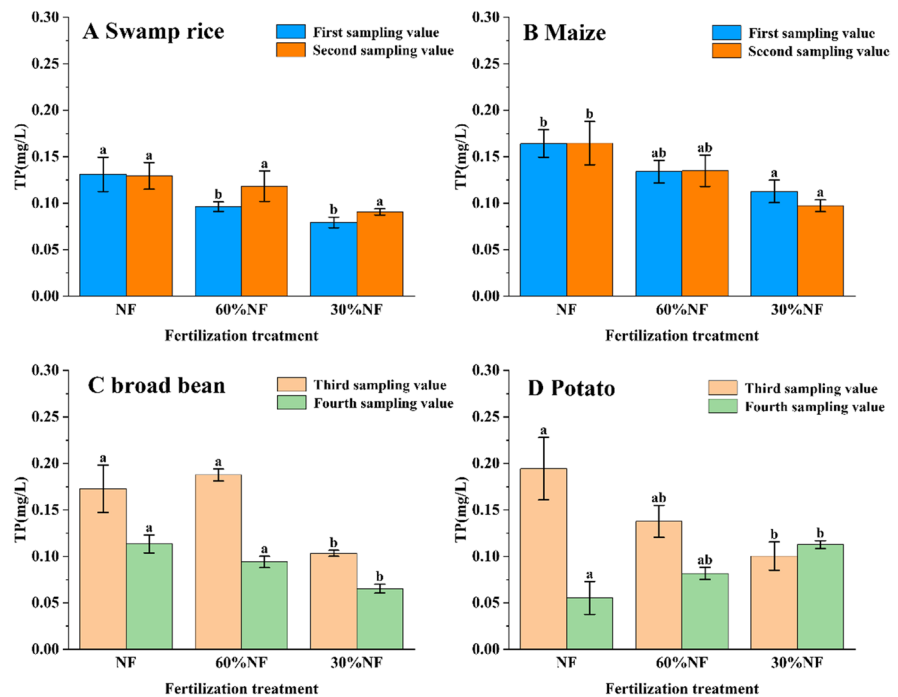 A Swamp rice
First sampling value
Second sampling value
TP(mg/L)
0.30
0.25
0.20
0.15
0.10
0.05
0.00
a
a
b
a
b
a
NF
60%NF
30%NF
Fertilization treatment
B Maize
First sampling value
Second sampling value
TP(mg/L)
0.30
0.25
0.20
0.15
0.10
0.05
0.00
b
b
ab
ab
a
a
NF
60%NF
30%NF
Fertilization treatment
C broad bean
Third sampling value
Fourth sampling value
TP(mg/L)
0.30
0.25
0.20
0.15
0.10
0.05
0.00
a
a
a
a
b
b
NF
60%NF
30%NF
Fertilization treatment
D Potato
Third sampling value
Fourth sampling value
TP(mg/L)
0.30
0.25
0.20
0.15
0.10
0.05
0.00
a
a
ab
ab
b
b
NF
60%NF
30%NF
Fertilization treatment